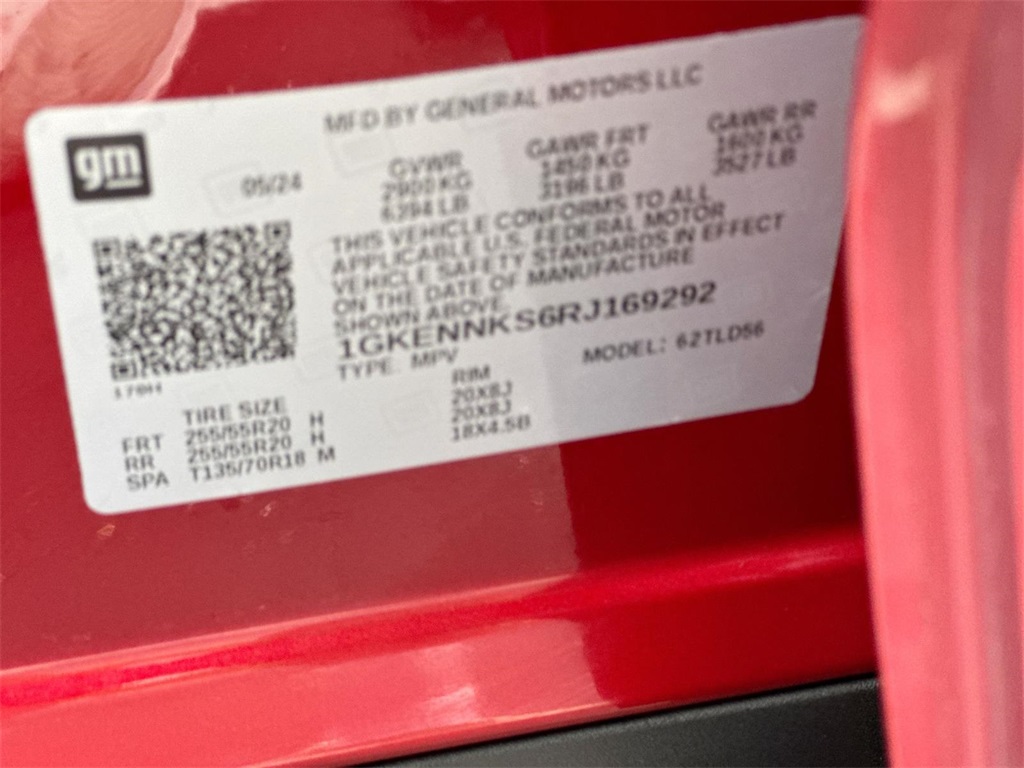 MFD BY GENERAL MOTORS LLC
gm
05/24
GVWR GAWR FRT GAWR RR
2900 KG 1450 KG 1600 KG
6394 LB 3196 LB 3527 LB
THIS VEHICLE CONFORMS TO ALL
APPLICABLE U.S. FEDERAL MOTOR
VEHICLE SAFETY STANDARDS IN EFFECT
ON THE DATE OF MANUFACTURE
SHOWN ABOVE.
1GKENNKS6RJ169292
TYPE: MPV MODEL: 62TLD56
TIRE SIZE RIM
FRT 255/55R20 H 20X8J
RR 255/55R20 H 20X8J
SPA T135/70R18 M 18X4.5B